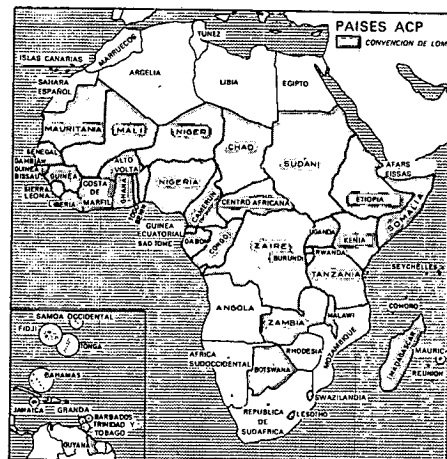 PAISES ACP
CONVENCION DE LOM
ISLAS CANARIAS
MARRUECOS
TUNEZ
ARGELIA
LIBIA
EGIPTO
SAHARA
ESPAÑOL
MAURITANIA
MALI
NIGER
CHAD
SUDAN
AFARS
EISSAS
SENEGAL
GAMBIA
GUINEA
BISSAU
GUINEA
SIERRA
LEONA
LIBERIA
COSTA
DE
MARFIL
ALTO
VOLTA
GHANA
TOGO
NIGERIA
CAMERUN
CENTRO AFRICANA
ETIOPIA
SOMALIA
GUINEA
ECUATORIAL
SAO TOME
GABON
CONGO
ZAIRE
UGANDA
KENIA
RWANDA
BURUNDI
TANZANIA
SEYCHELLES
COMORO
ANGOLA
ZAMBIA
MALAWI
MOZAMBIQUE
MADAGASCAR
MAURICI
REUNION
AFRICA
SUDOCCIDENTAL
RHODESIA
BOTSWANA
SWAZILANDIA
LESOTHO
REPUBLICA
DE
SUDAFRICA
SAMOA OCCIDENTAL
FIDJI
TONGA
BAHAMAS
JAMAICA
GRANDA
BARBADOS
TRINIDAD Y
TOBAGO
GUYANA